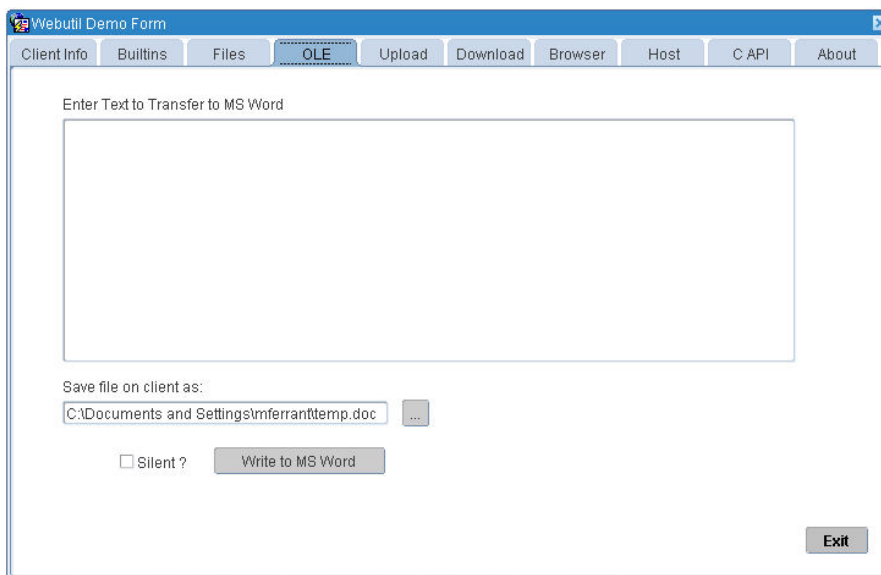 Webutil Demo Form
Client Info Builtins Files OLE Upload Download Browser Host C API About
Enter Text to Transfer to MS Word
Save file on client as:
C:\Documents and Settings\mferrant\temp.doc ...
Silent ? Write to MS Word
Exit